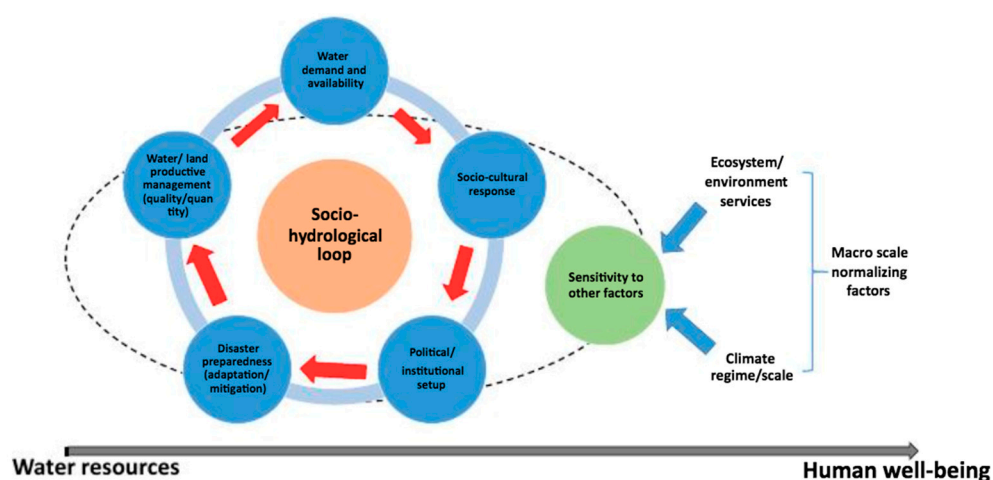 Water
demand and
availability
Water/ land
productive
management
(quality/quan
tity)
Socio-cultural
response
Socio-
hydrological
loop
Disaster
preparedness
(adaptation/
mitigation)
Political/
institutional
setup
Sensitivity to
other factors
Ecosystem/
environment
services
Climate
regime/scale
Macro scale
normalizing
factors
Water resources
Human well-being